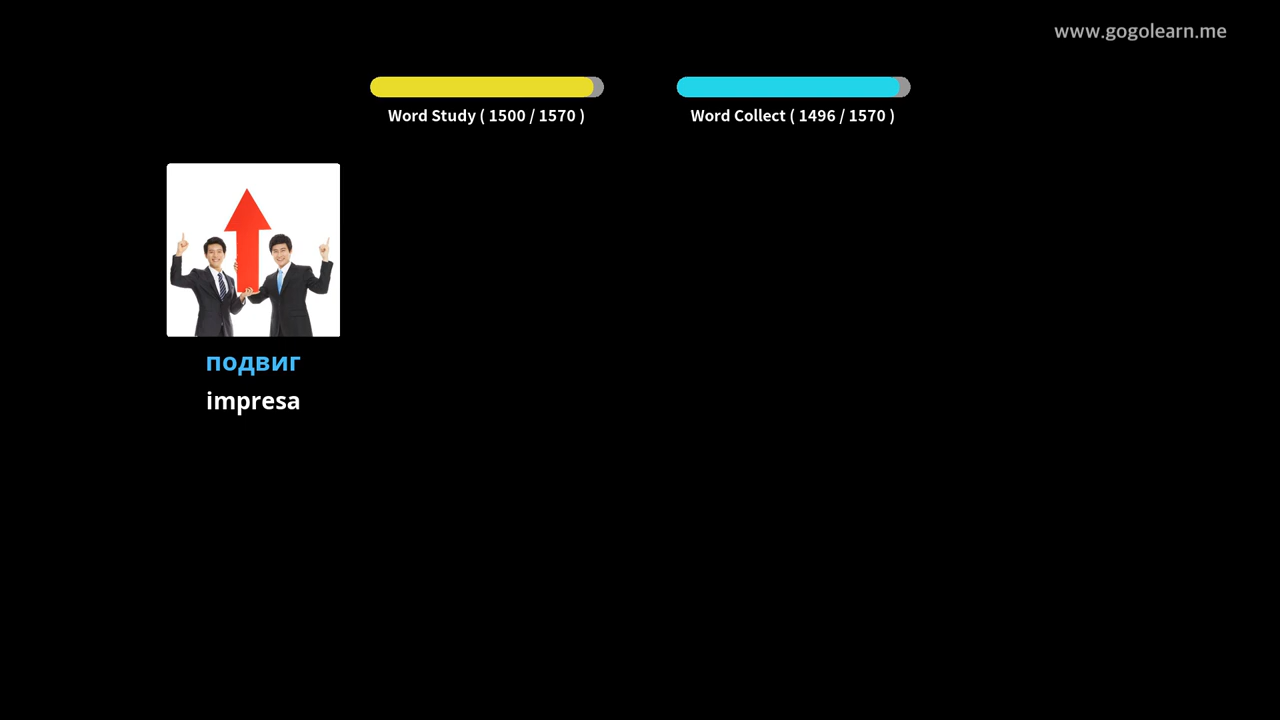 www.gogolearn.me
Word Study ( 1500 / 1570 )
Word Collect ( 1496 / 1570 )
подвиг
impresa